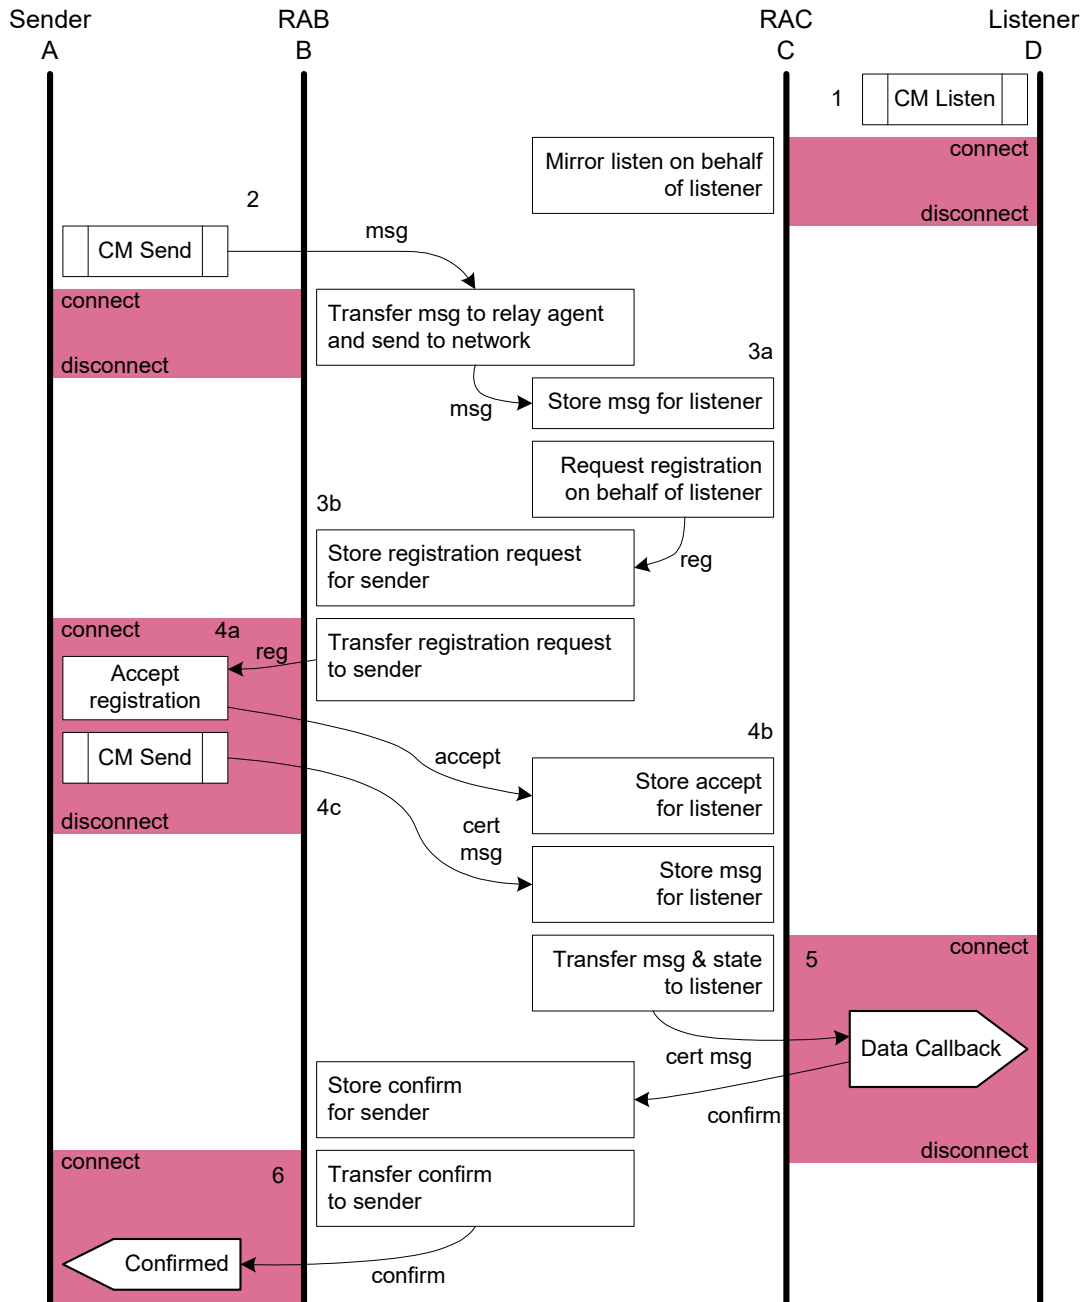 Sender
RAB
RAC
Listener
A
B
C
D
1
CM Listen
connect
Mirror listen on behalf
of listener
disconnect
2
CM Send
msg
connect
Transfer msg to relay agent
and send to network
disconnect
3a
msg
Store msg for listener
Request registration
on behalf of listener
3b
Store registration request
for sender
reg
connect
4a
reg
Transfer registration request
to sender
Accept
registration
4b
CM Send
accept
Store accept
for listener
4c
disconnect
cert
msg
Store msg
for listener
connect
5
Transfer msg & state
to listener
cert msg
Data Callback
Store confirm
for sender
confirm
disconnect
connect
6
Transfer confirm
to sender
Confirmed
confirm